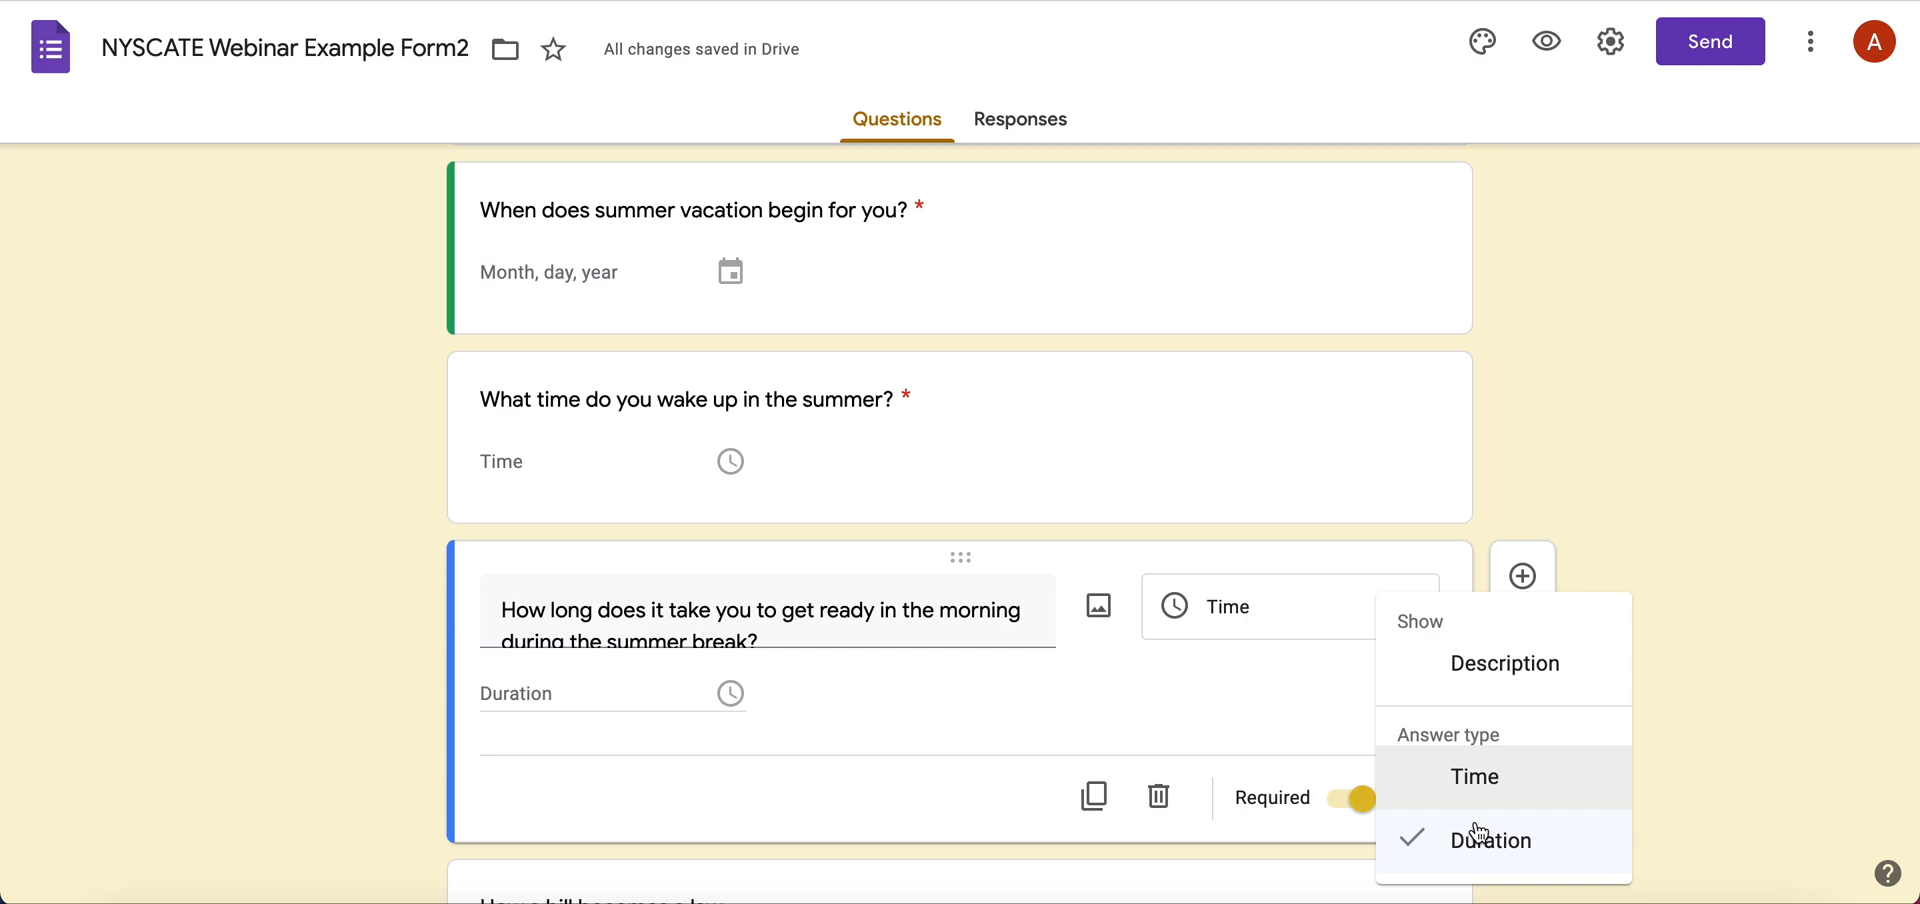 NYSCATE Webinar Example Form2
All changes saved in Drive
Send
A
Questions
Responses
When does summer vacation begin for you? *
Month, day, year
What time do you wake up in the summer? *
Time
How long does it take you to get ready in the morning
during the summer break?
Time
Duration
Required
Show
Description
Answer type
Time
Duration